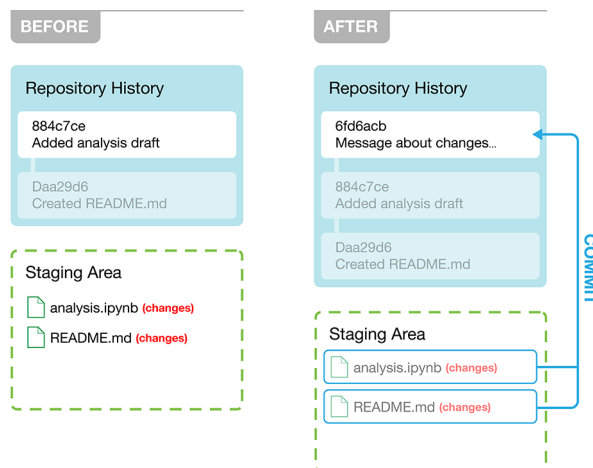 BEFORE
Repository History
884c7ce
Added analysis draft
Daa29d6
Created README.md
Staging Area
analysis.ipynb (changes)
README.md (changes)
AFTER
Repository History
6fd6acb
Message about changes...
884c7ce
Added analysis draft
Daa29d6
Created README.md
Staging Area
analysis.ipynb (changes)
README.md (changes)
COMMIT